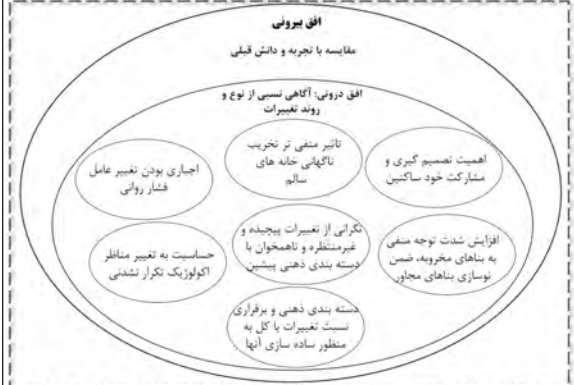 افق بیرونی
مقایسه با تجربه و دانش قبلی
افق درونی: آگاهی نسبی از نوع و
روند تغییرات
تاثیر منفی تر تخریب
ناگهانی خانه های
سالم
اهمیت تصمیم گیری و
مشارکت خود ساکنین
اجباری بودن تغییر عامل
فشار روانی
نگرانی از تغییرات پیچیده و
غیرمنتظره و ناهمخوان با
دسته بندی ذهنی پیشین
افزایش شدت توجه منفی
به بناهای مخروبه، ضمن
نوسازی بناهای مجاور
حساسیت به تغییر مناظر
اکولوژیک تکرار نشدنی
دسته بندی ذهنی و برقراری
نسبت تغییرات با کل به
منظور ساده سازی آنها